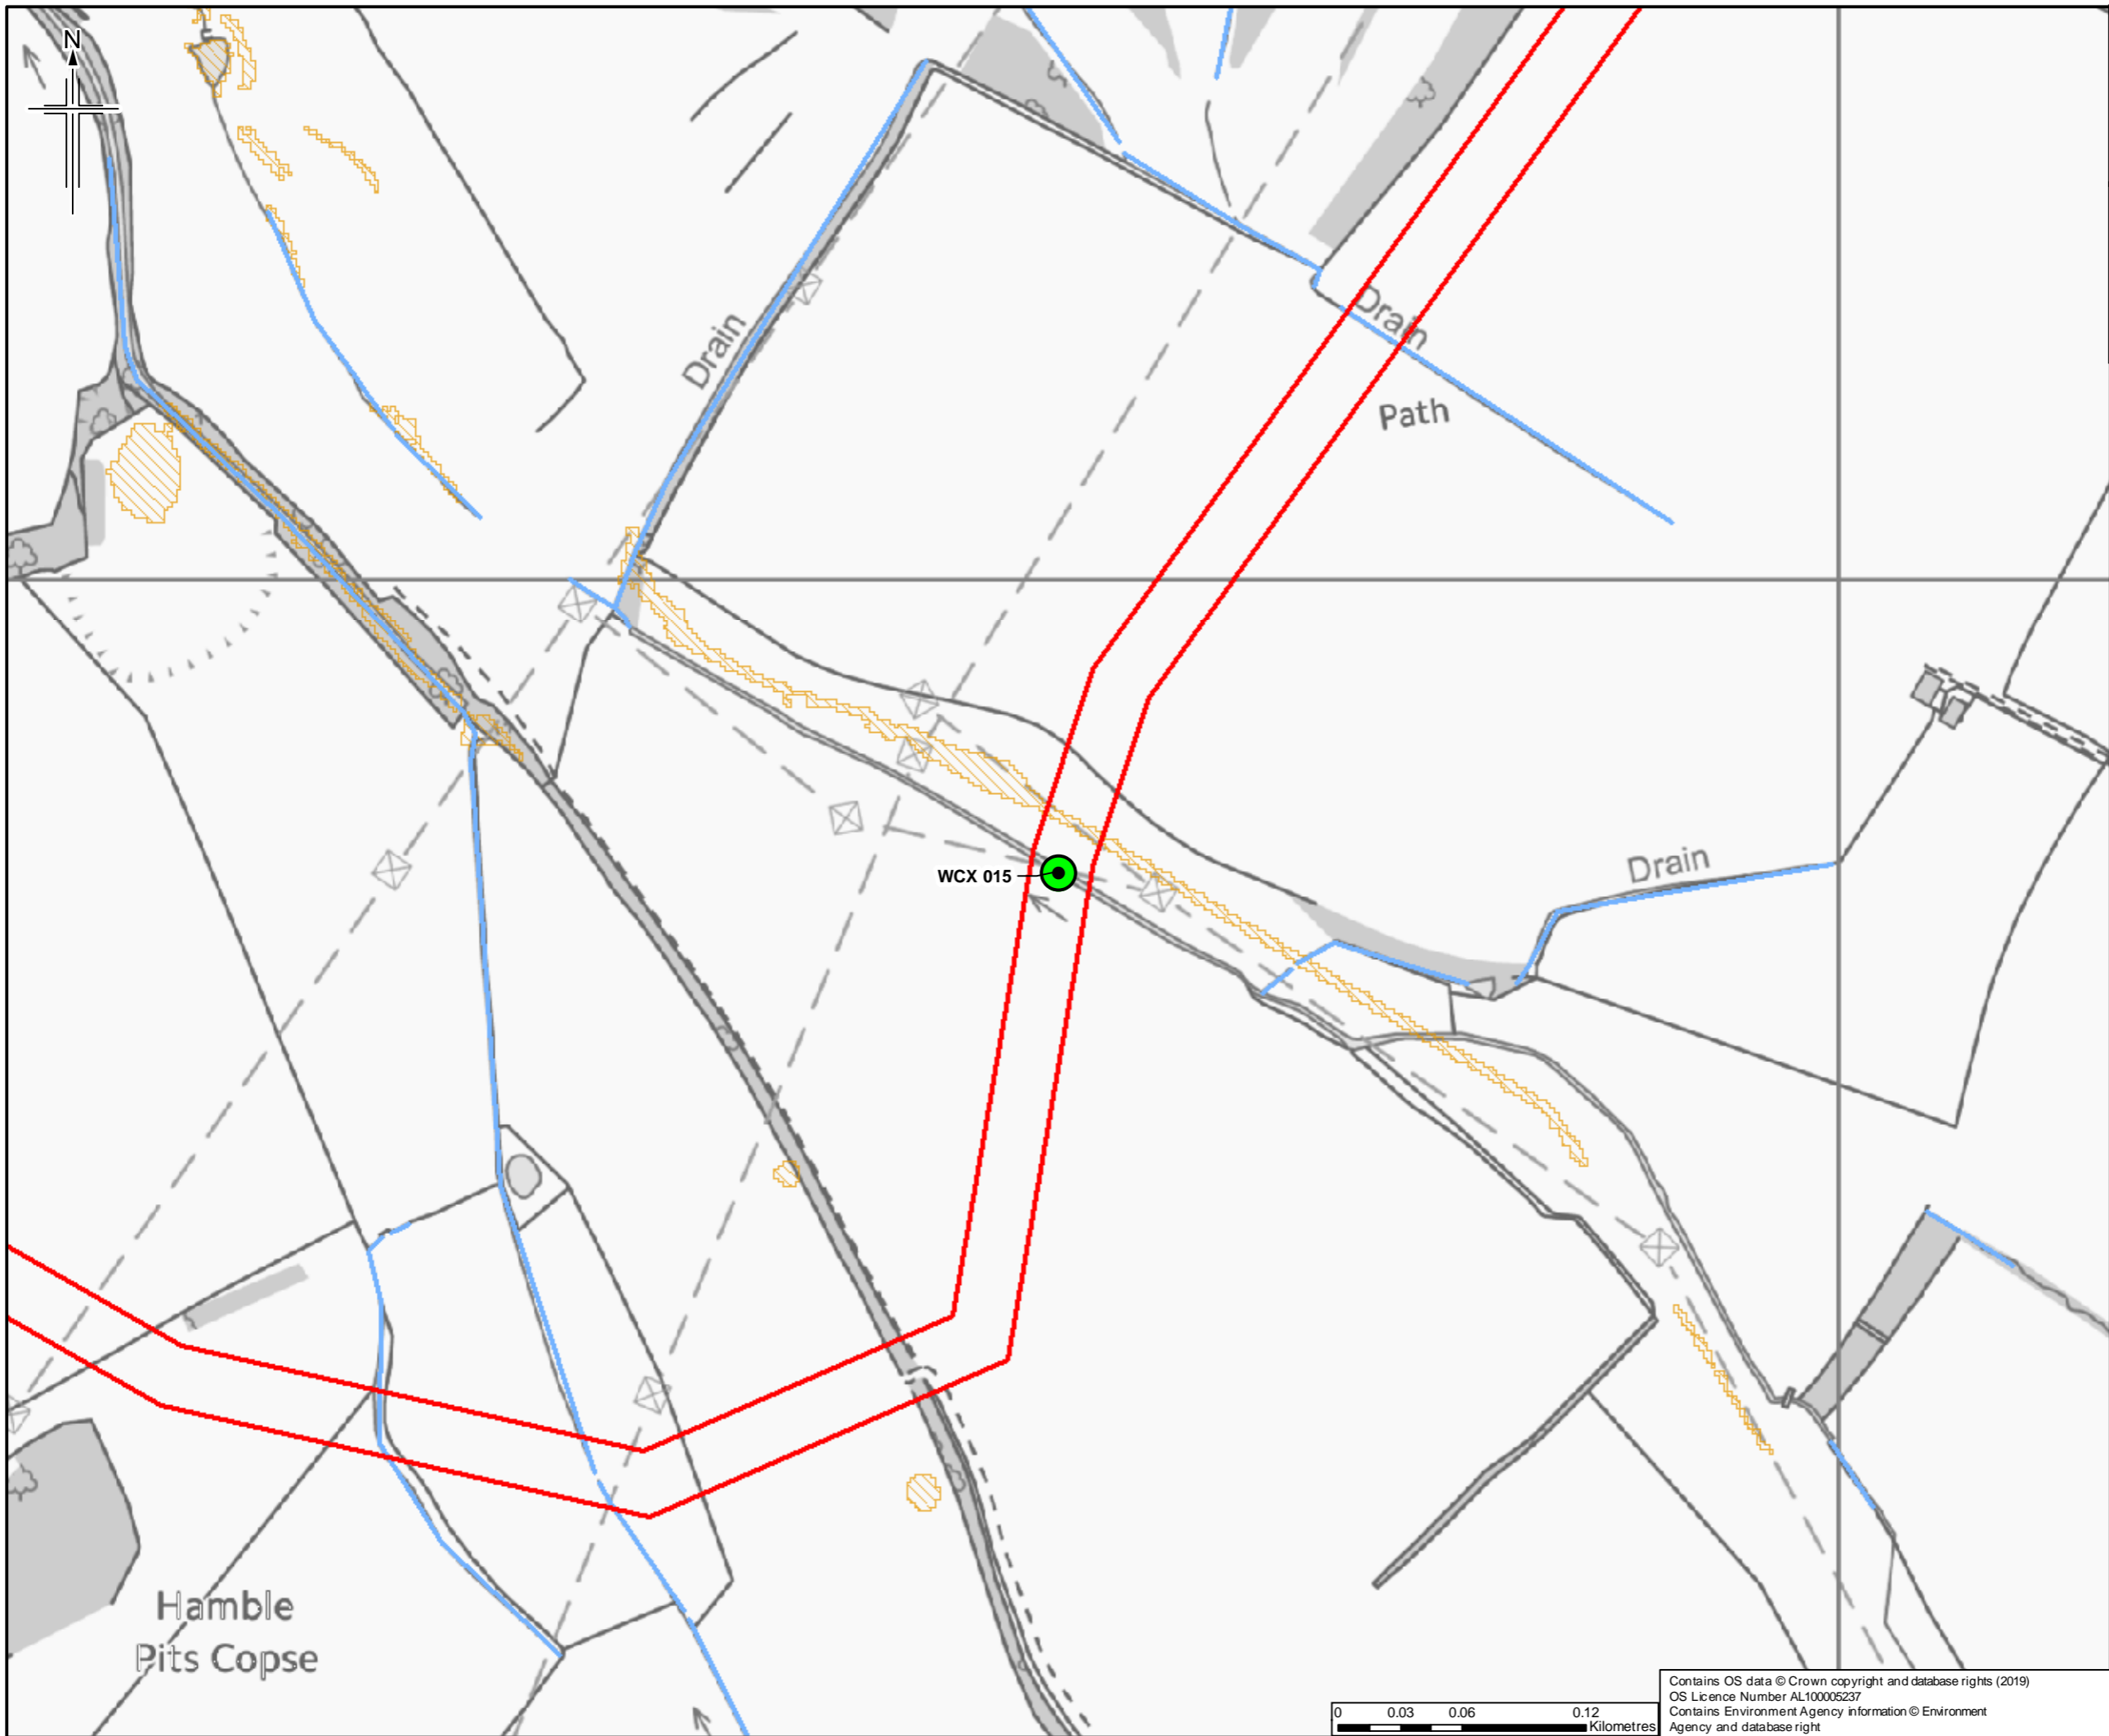 N
Drain
Drain
Path
WCX 015
Drain
Hamble
Pits Copse
0 0.03 0.06 0.12
Kilometres
Contains OS data © Crown copyright and database rights (2019)
OS Licence Number AL100005237
Contains Environment Agency information © Environment
Agency and database right